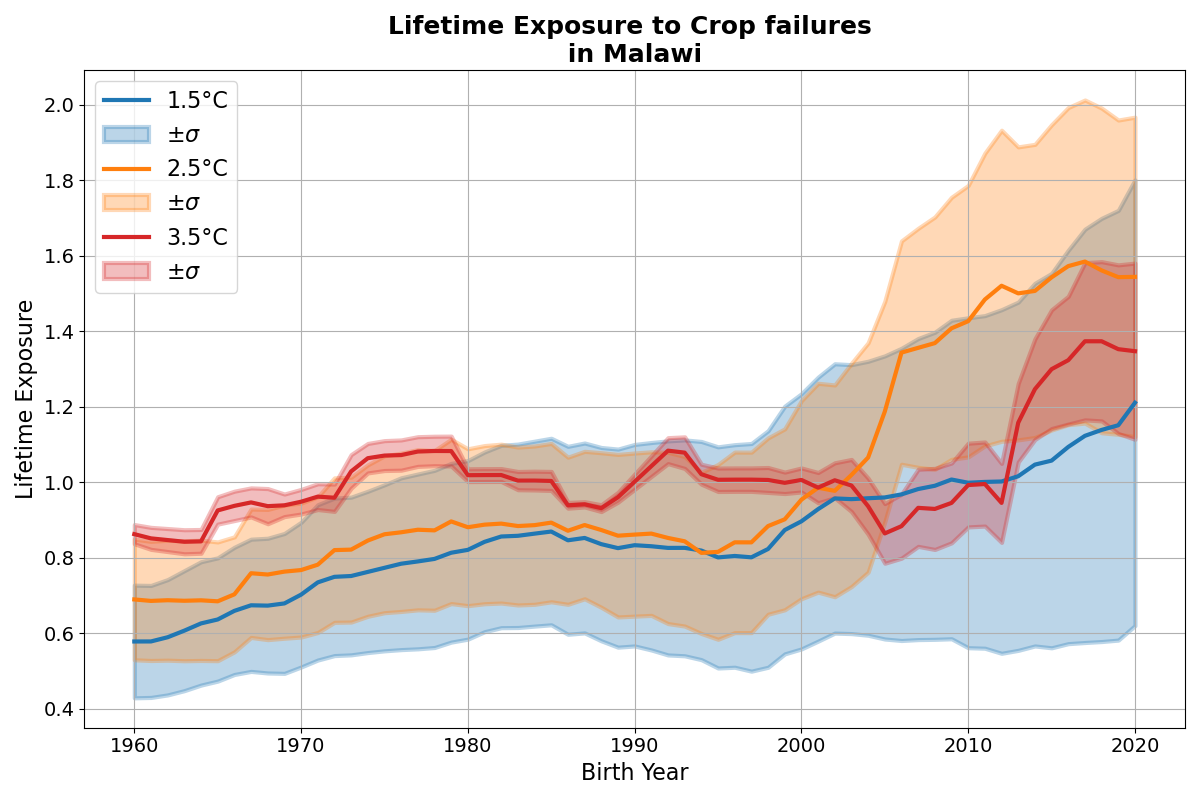 Lifetime Exposure to Crop failures
in Malawi
1.5°C
±σ
2.5°C
±σ
3.5°C
±σ
Lifetime Exposure
2.0
1.8
1.6
1.4
1.2
1.0
0.8
0.6
0.4
1960 1970 1980 1990 2000 2010 2020
Birth Year